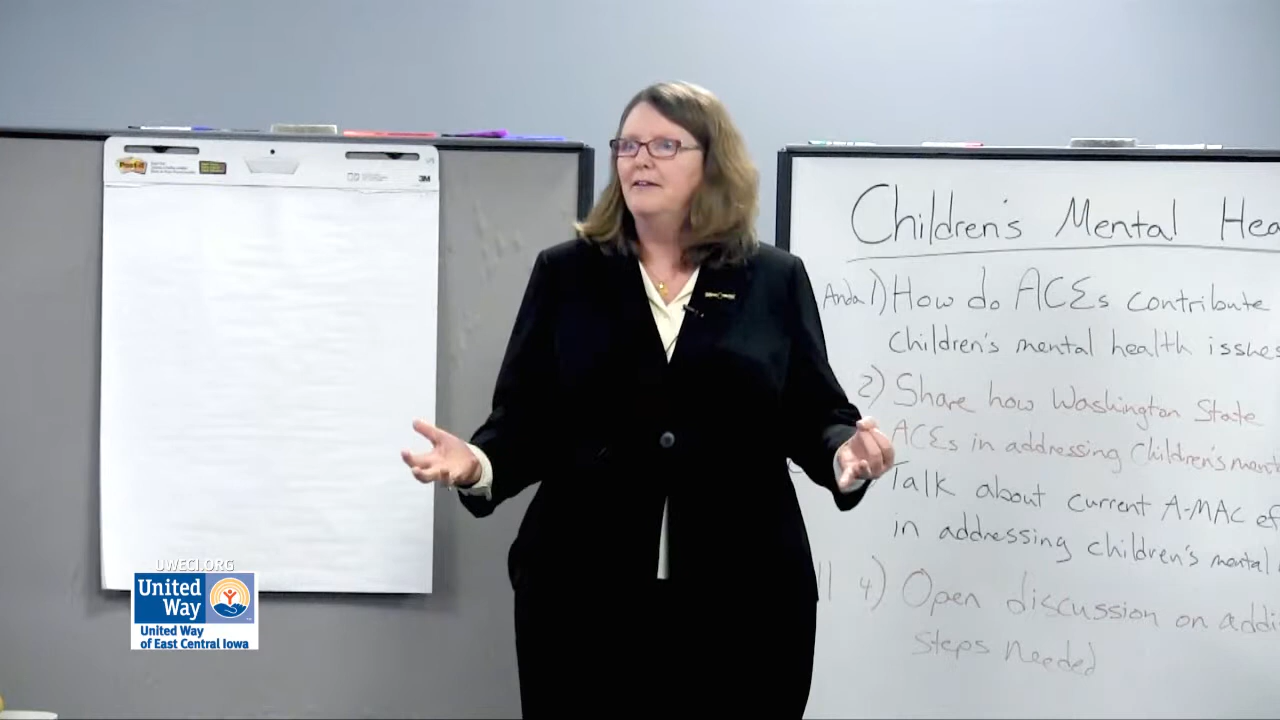 Post-it
3M
Children's Mental Hea
Anda 1) How do ACEs contribute
children's mental health issues
2) Share how Washington State
ACEs in addressing children's ment
Talk about current A-MAC ef
in addressing children's mental
4) Open discussion on addi
steps needed
UWECI.ORG
United
Way
United Way
of East Central Iowa